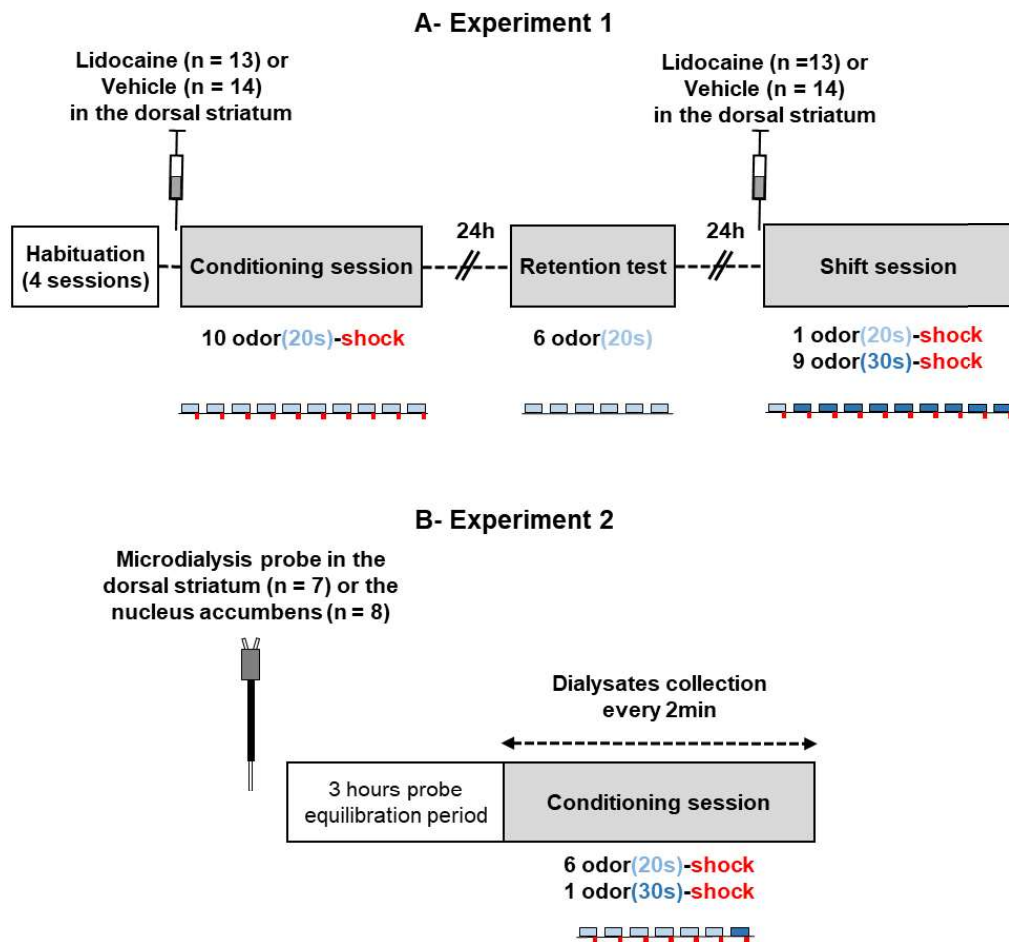 A- Experiment 1
Lidocaine (n = 13) or
Vehicle (n = 14)
in the dorsal striatum
Lidocaine (n =13) or
Vehicle (n = 14)
in the dorsal striatum
Habituation
(4 sessions)
Conditioning session
24h
Retention test
24h
Shift session
10 odor(20s)-shock
6 odor(20s)
1 odor(20s)-shock
9 odor(30s)-shock
B- Experiment 2
Microdialysis probe in the
dorsal striatum (n = 7) or the
nucleus accumbens (n = 8)
Dialysates collection
every 2min
3 hours probe
equilibration period
Conditioning session
6 odor(20s)-shock
1 odor(30s)-shock